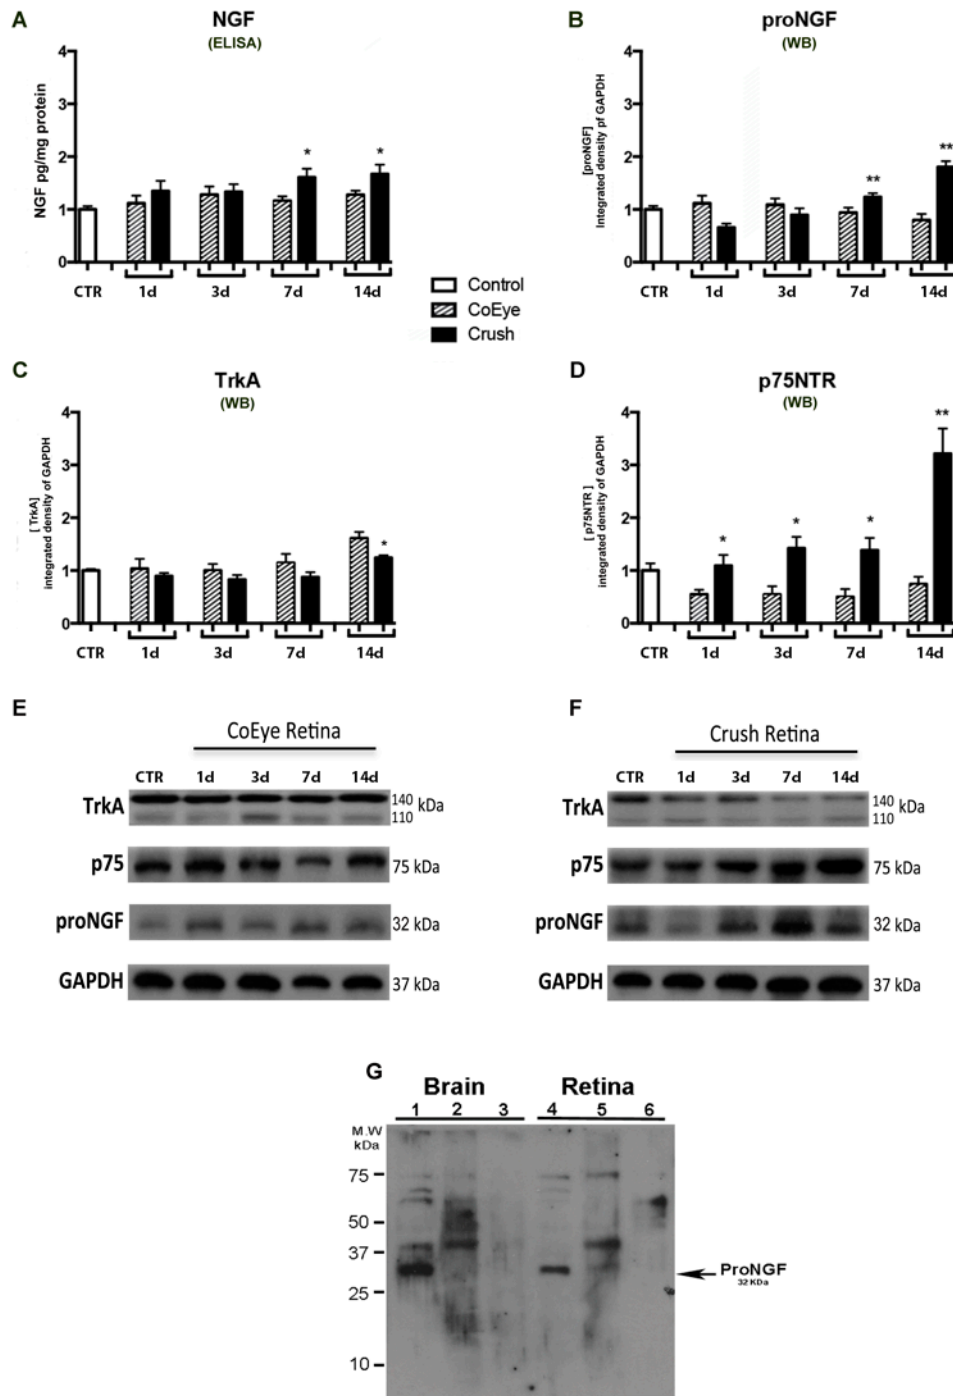 A
NGF
(ELISA)
NGF pg/mg protein
4
3
2
1
0
* *
CTR 1d 3d 7d 14d
B
proNGF
(WB)
[proNGF]
Integrated density pf GAPDH
4
3
2
1
0
** **
CTR 1d 3d 7d 14d
Control
CoEye
Crush
C
TrkA
(WB)
[ TrkA]
integrated density of GAPDH
4
3
2
1
0
*
CTR 1d 3d 7d 14d
D
p75NTR
(WB)
[ p75NTR ]
integrated density of GAPDH
4
3
2
1
0
* * * **
CTR 1d 3d 7d 14d
E
CoEye Retina
CTR 1d 3d 7d 14d
TrkA 140 kDa
110
p75 75 kDa
proNGF 32 kDa
GAPDH 37 kDa
F
Crush Retina
CTR 1d 3d 7d 14d
TrkA 140 kDa
110
p75 75 kDa
proNGF 32 kDa
GAPDH 37 kDa
G
Brain Retina
1 2 3 4 5 6
M.W
kDa
75
50
37
25
10
ProNGF
32 KDa